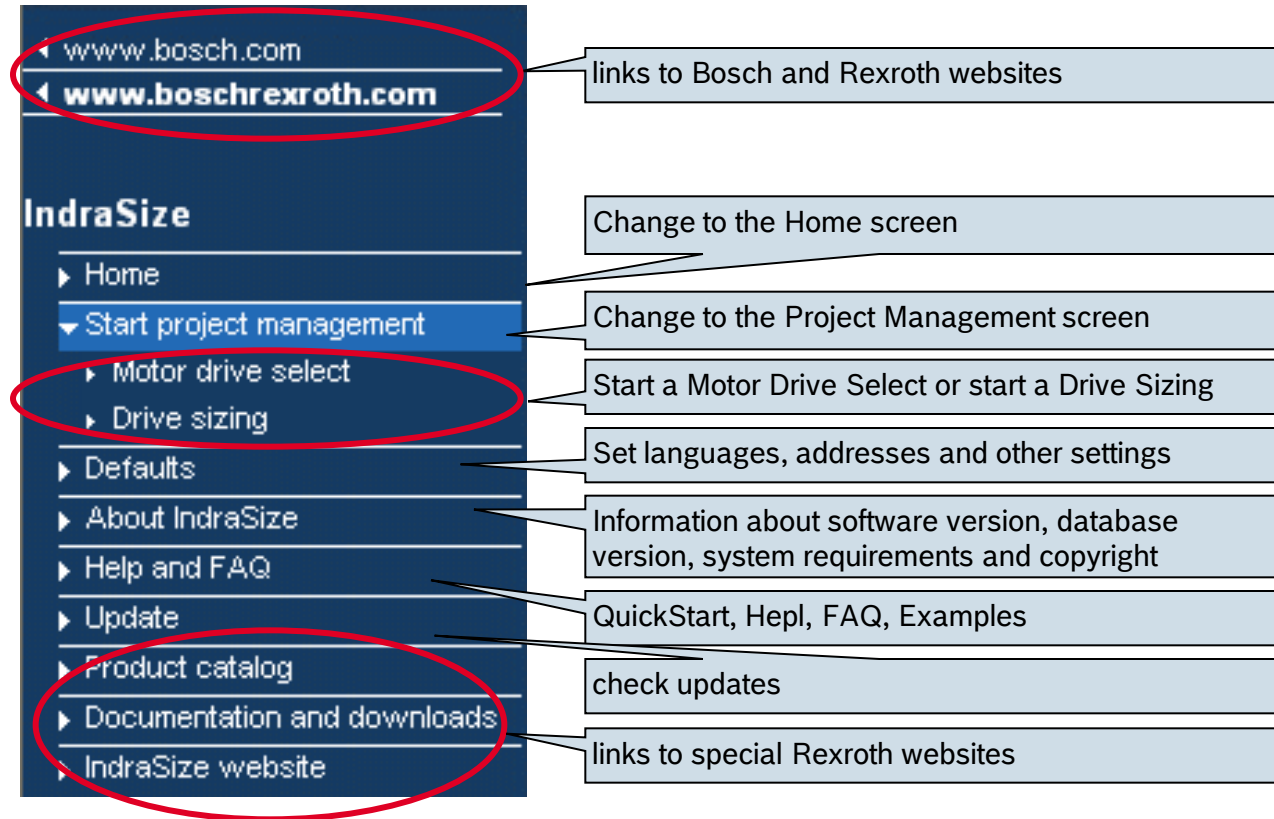 www.bosch.com
www.boschrexroth.com
links to Bosch and Rexroth websites
IndraSize
Home
Change to the Home screen
Start project management
Change to the Project Management screen
Motor drive select
Drive sizing
Start a Motor Drive Select or start a Drive Sizing
Defaults
Set languages, addresses and other settings
About IndraSize
Information about software version, database
version, system requirements and copyright
Help and FAQ
QuickStart, Hepl, FAQ, Examples
Update
check updates
Product catalog
Documentation and downloads
IndraSize website
links to special Rexroth websites